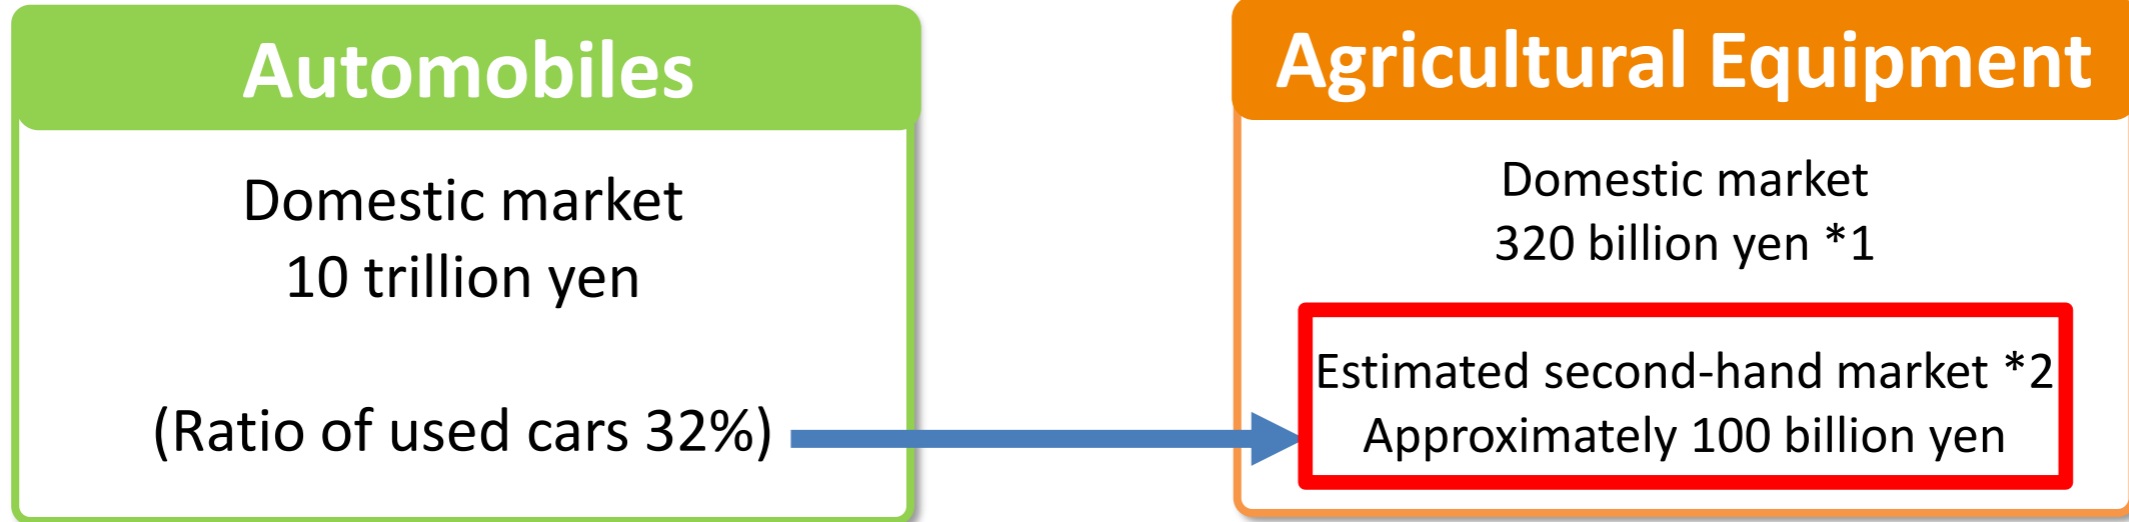 Automobiles
Domestic market
10 trillion yen
(Ratio of used cars 32%)
Agricultural Equipment
Domestic market
320 billion yen *1
Estimated second-hand market *2
Approximately 100 billion yen